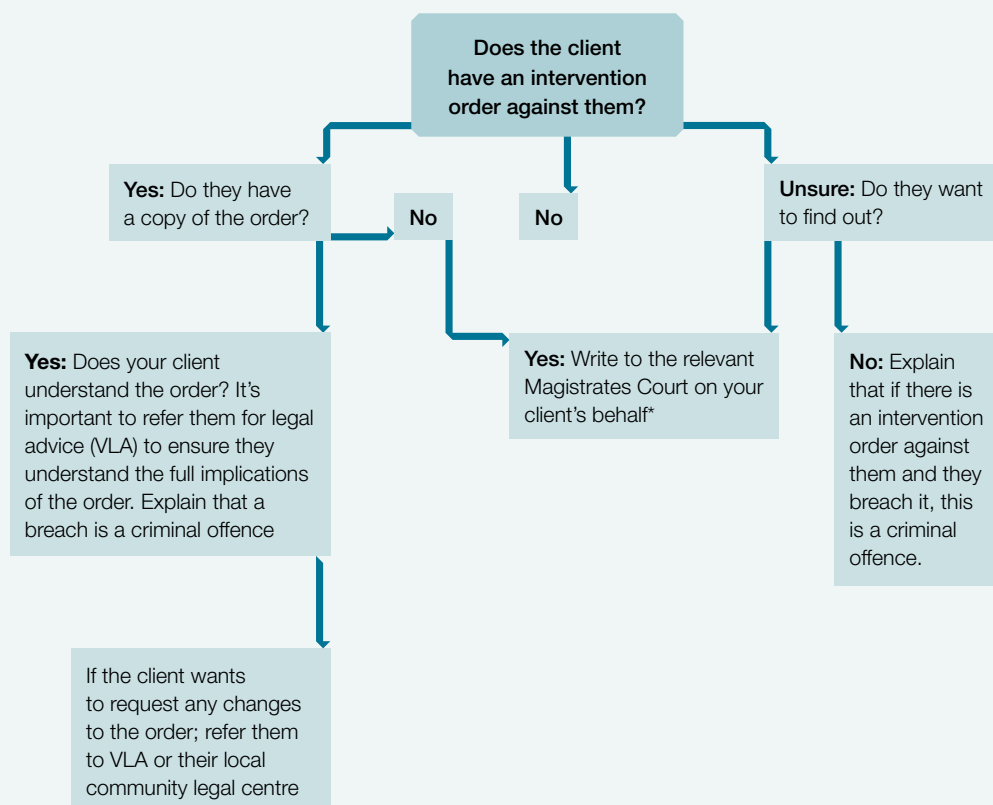 Does the client
have an intervention
order against them?
Yes: Do they have
a copy of the order?
No
No
Unsure: Do they want
to find out?
Yes: Does your client
understand the order? It's
important to refer them for legal
advice (VLA) to ensure they
understand the full implications
of the order. Explain that a
breach is a criminal offence
Yes: Write to the relevant
Magistrates Court on your
client's behalf*
No: Explain
that if there is
an intervention
order against
them and they
breach it, this
is a criminal
offence.
If the client wants
to request any changes
to the order; refer them
to VLA or their local
community legal centre